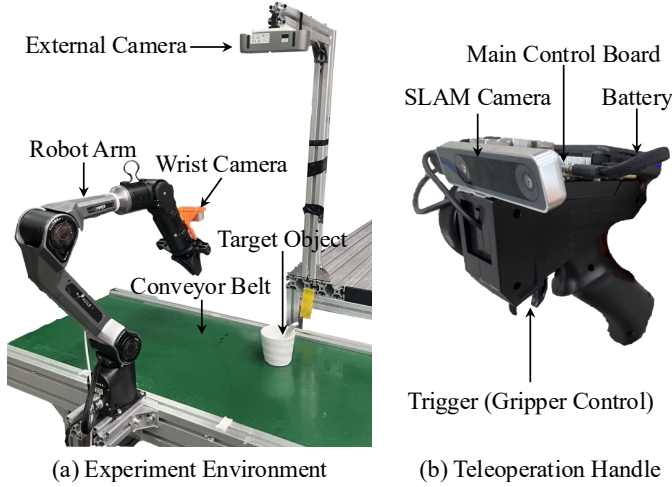 External Camera
Robot Arm
Wrist Camera
Target Object
Conveyor Belt
(a) Experiment Environment
Main Control Board
SLAM Camera
Battery
Trigger (Gripper Control)
(b) Teleoperation Handle